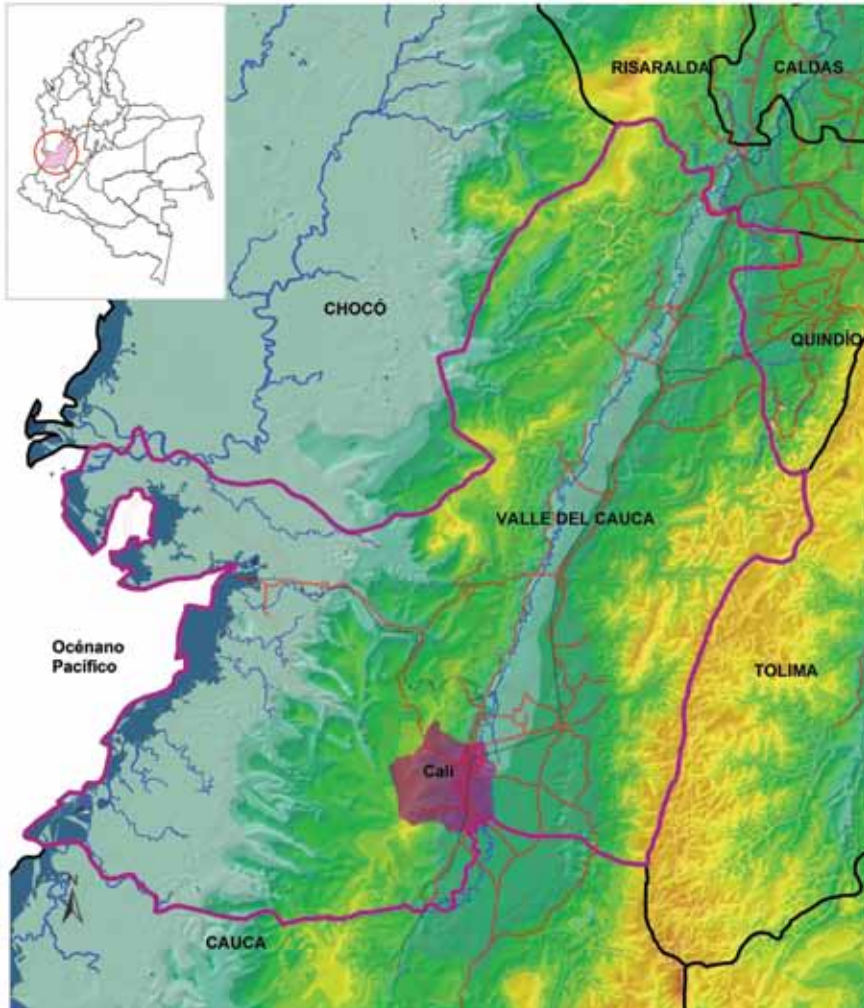 RISARALDA
CALDAS
CHOCÓ
QUINDÍO
VALLE DEL CAUCA
Océnano
Pacífico
TOLIMA
Cali
N
CAUCA